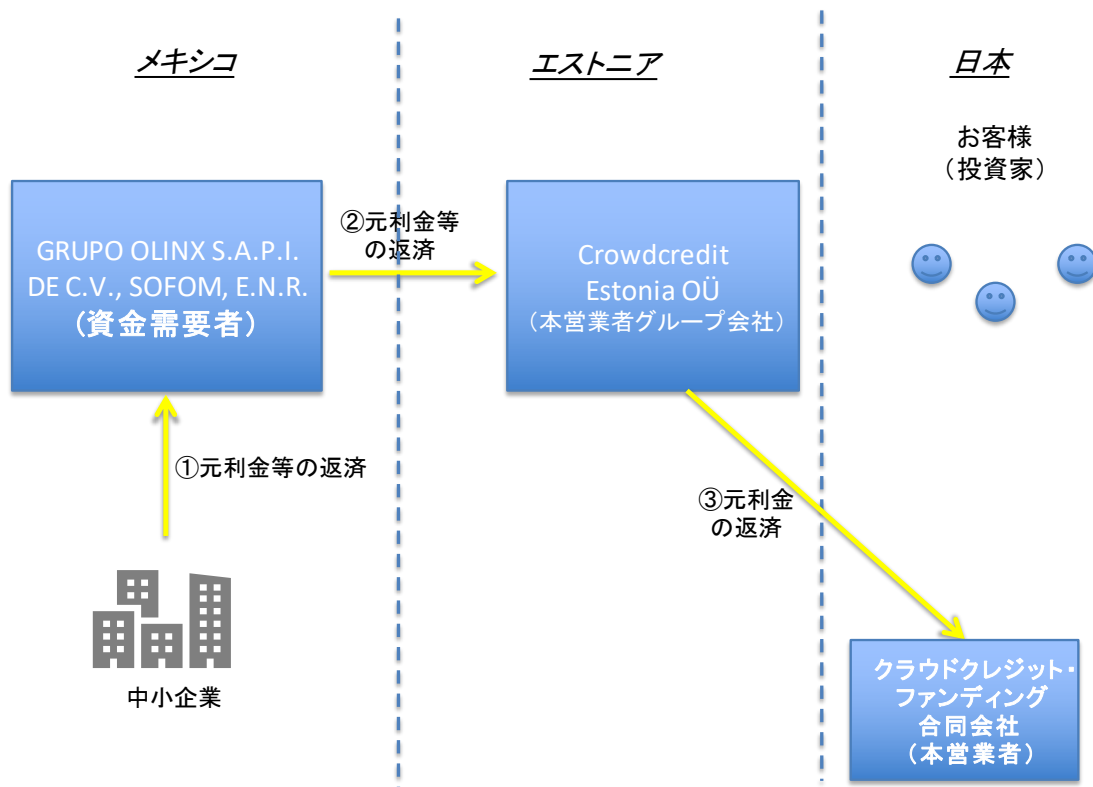 メキシコ
エストニア
日本
お客様
（投資家）
GRUPO OLINX S.A.P.I.
DE C.V., SOFOM, E.N.R.
(資金需要者)
②元利金等
の返済
Crowdcredit
Estonia OÜ
（本営業者グループ会社）
①元利金等の返済
③元利金
の返済
中小企業
クラウドクレジット・
ファンディング
合同会社
（本営業者）